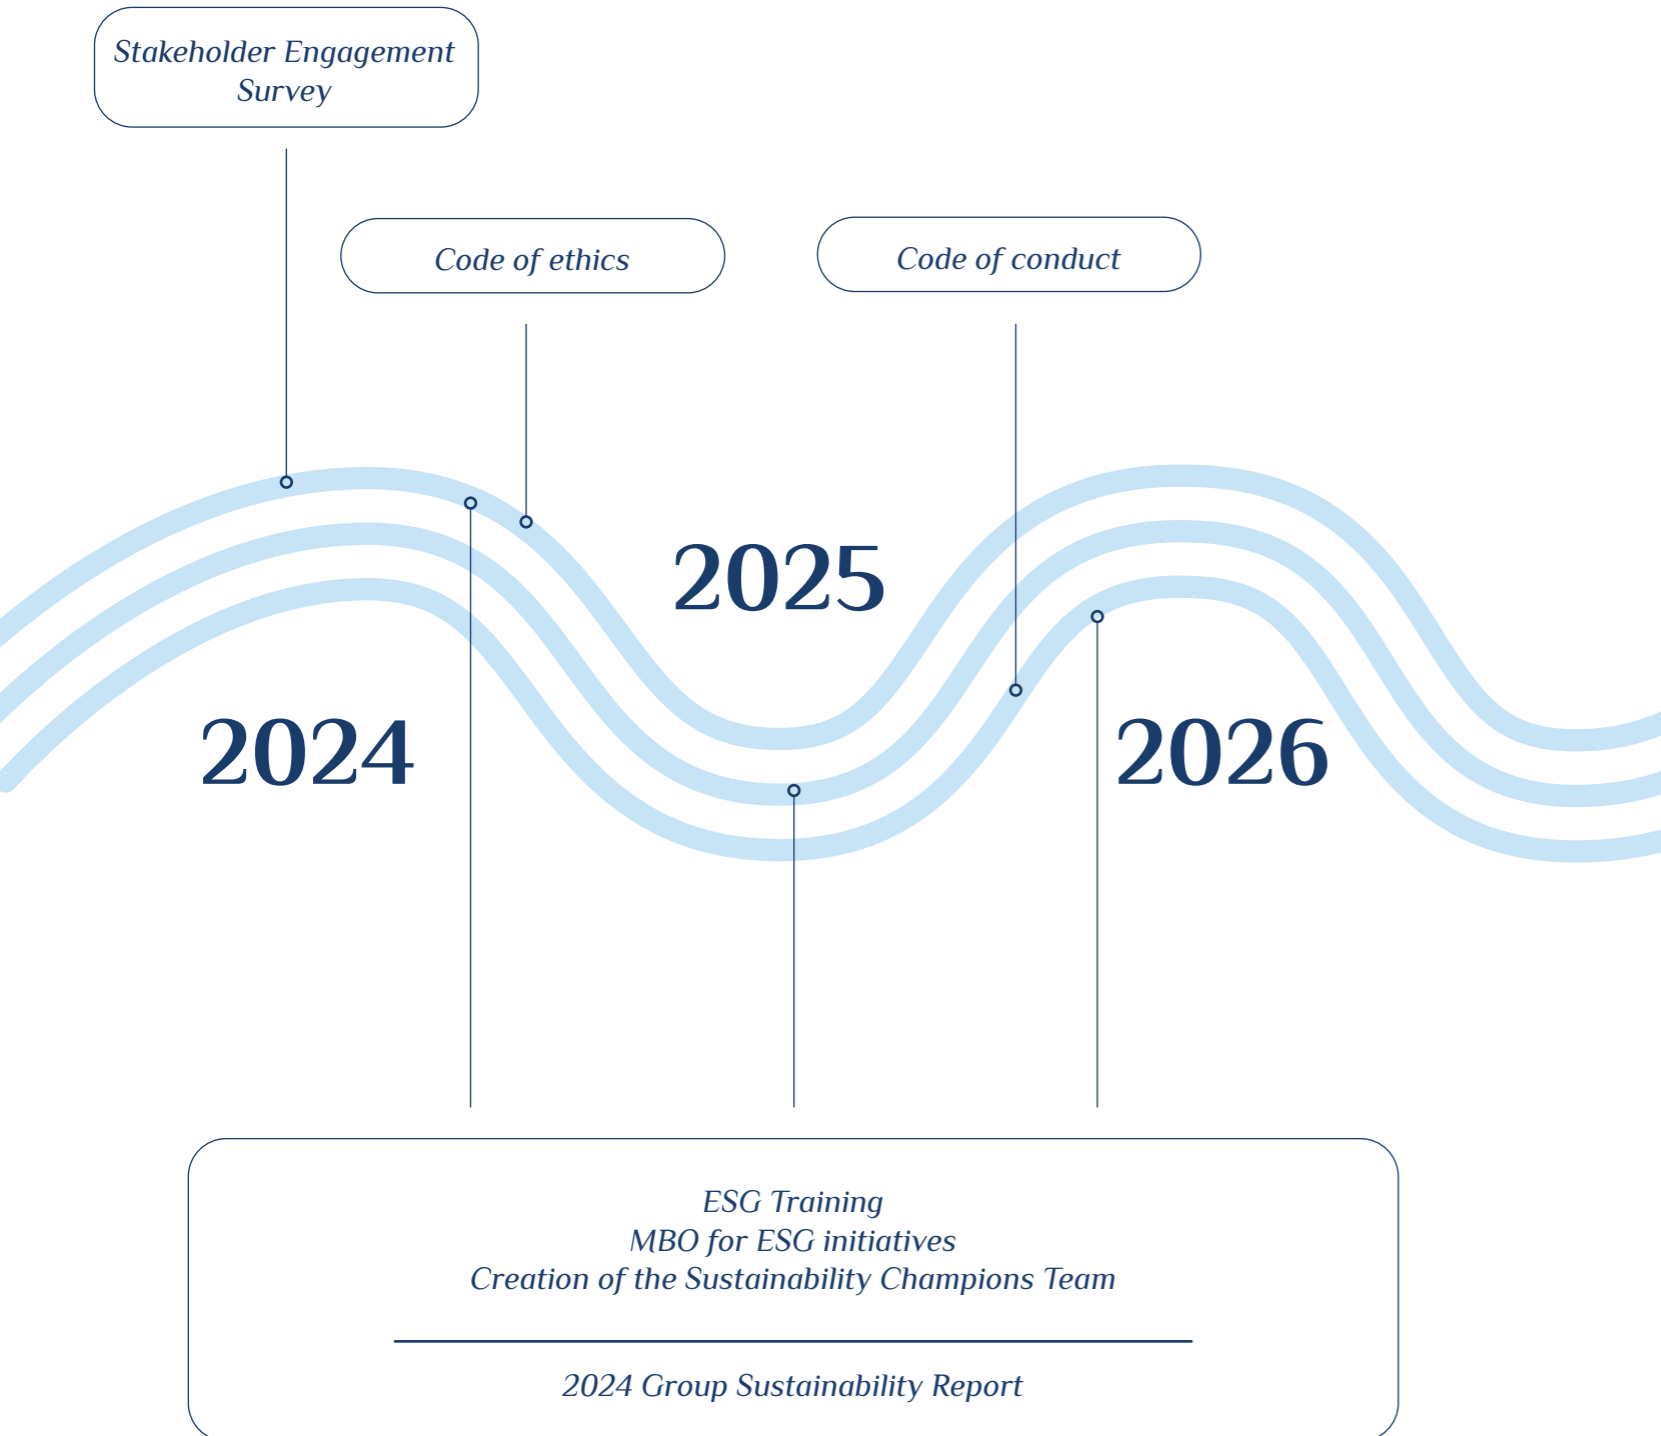 Stakeholder Engagement
Survey
Code of ethics
Code of conduct
2025
2024
2026
ESG Training
MBO for ESG initiatives
Creation of the Sustainability Champions Team
2024 Group Sustainability Report